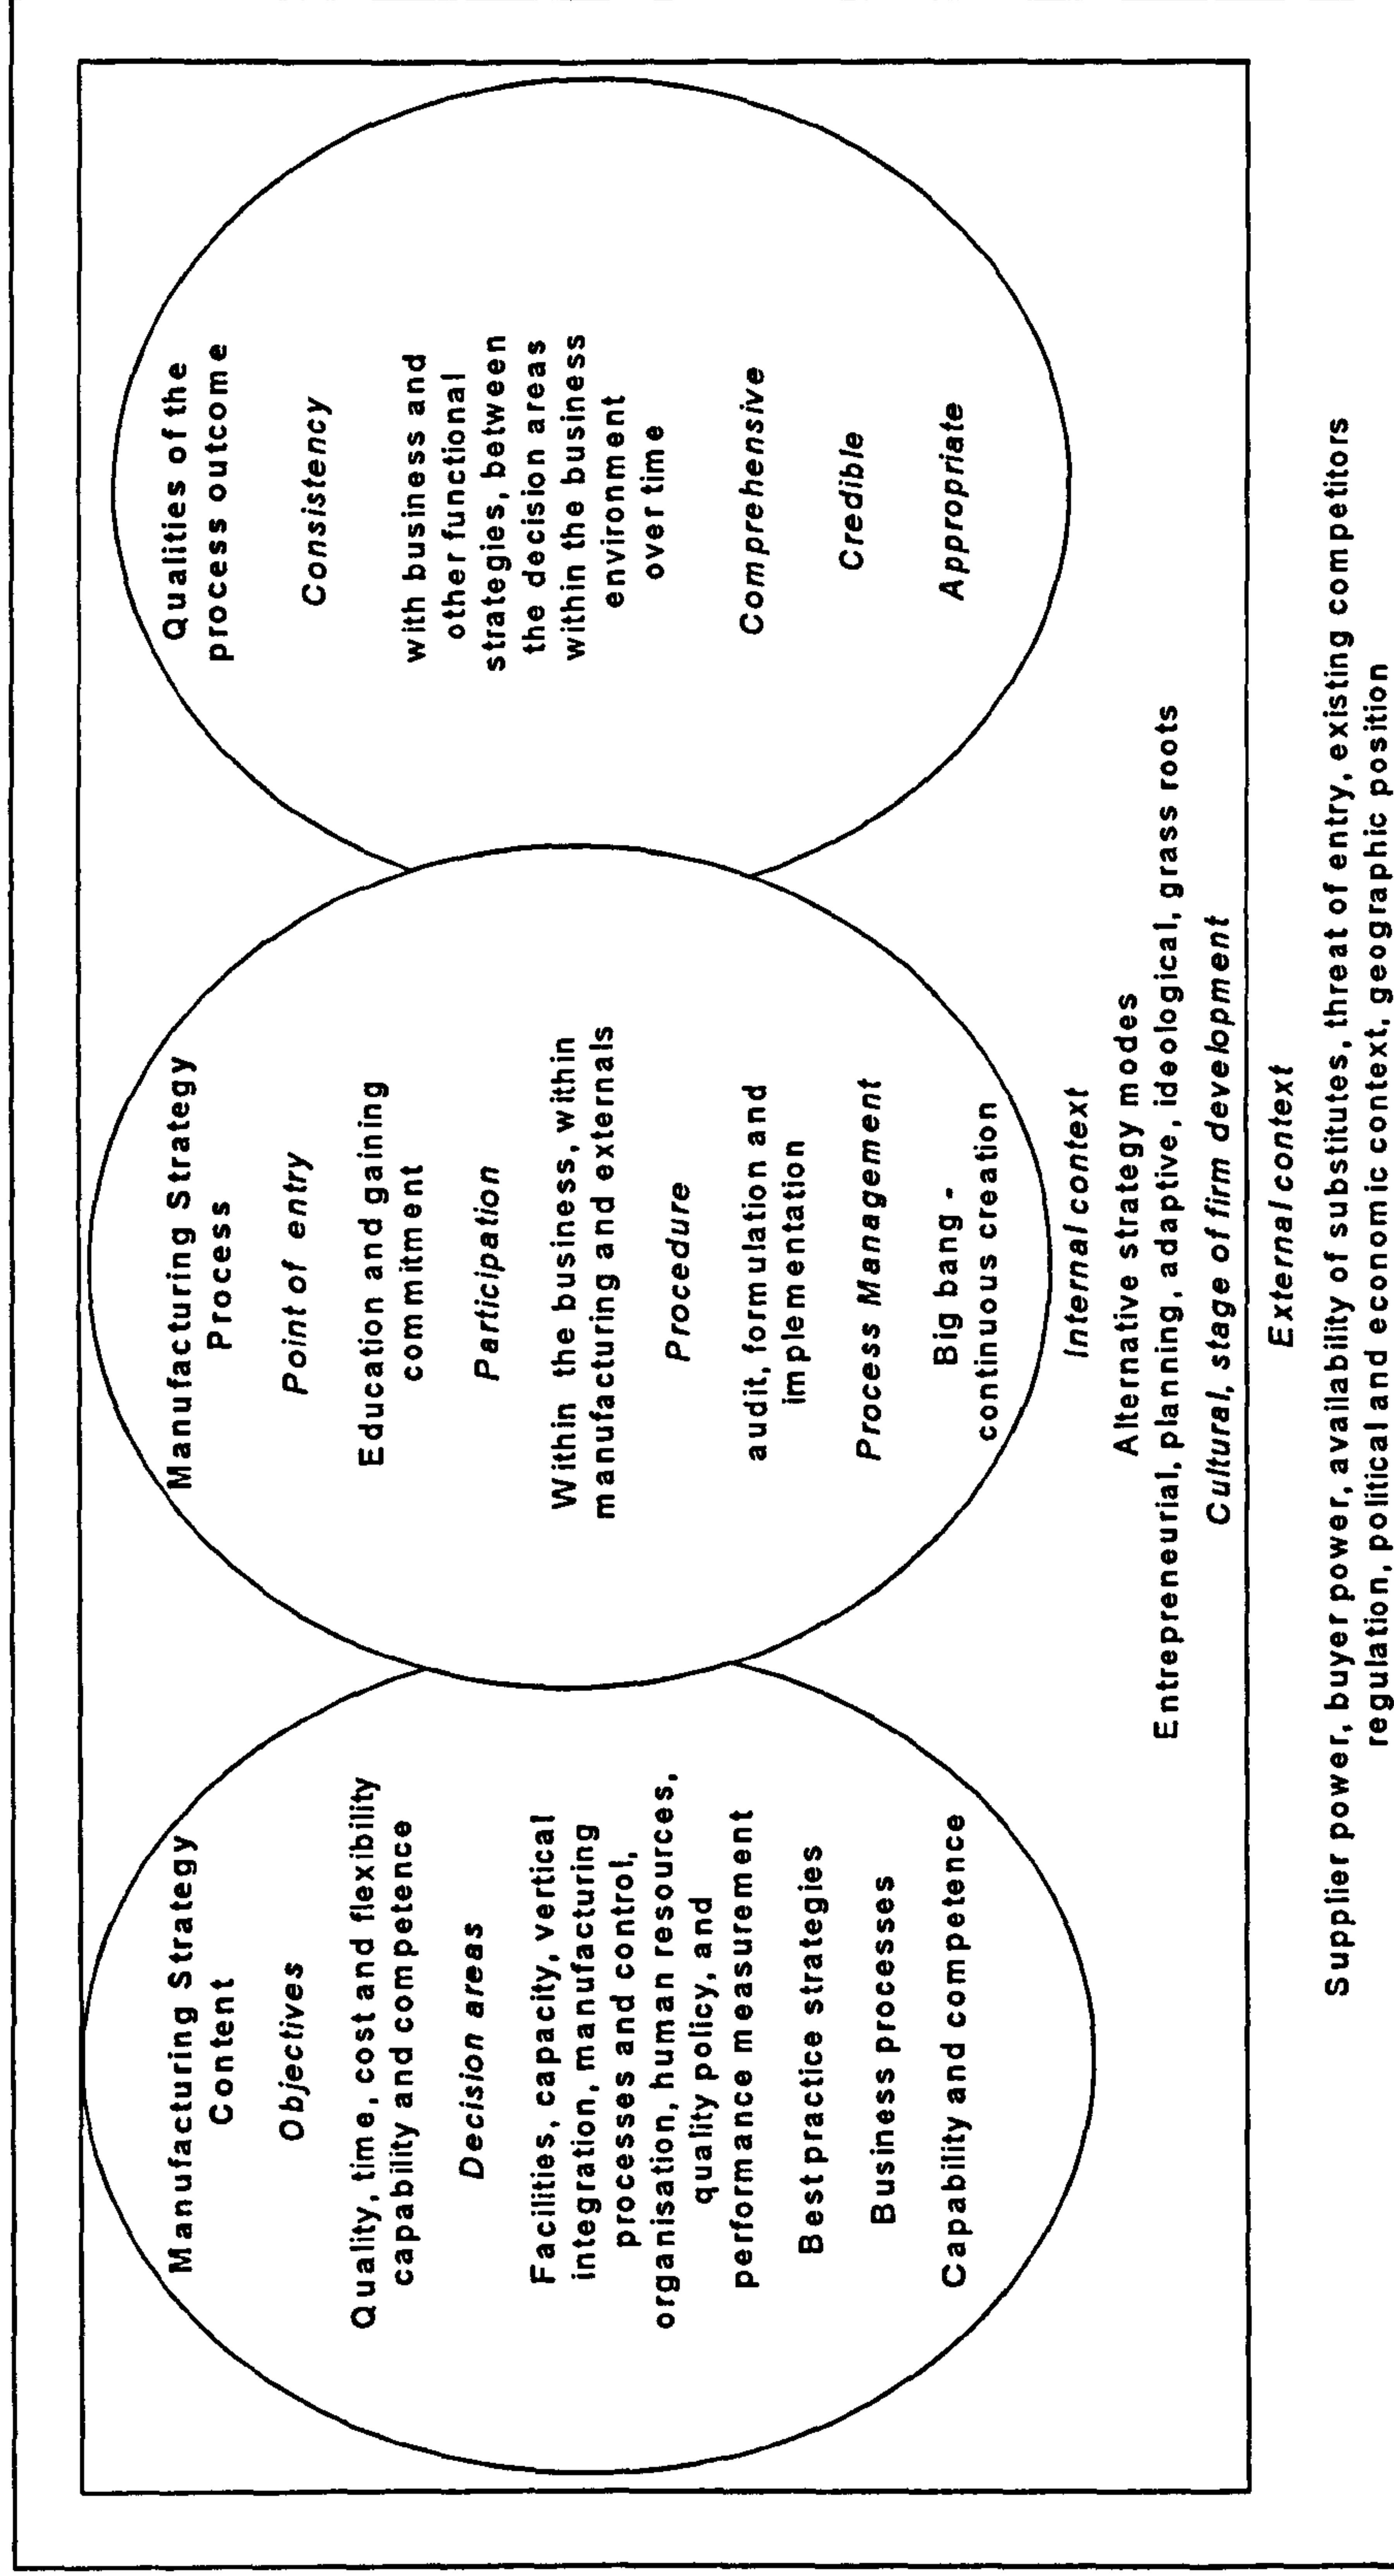 Manufacturing Strategy
Content
Objectives
Quality, time, cost and flexibility
capability and competence
Decision areas
Facilities, capacity, vertical
integration, manufacturing
processes and control,
organisation, human resources,
quality policy, and
performance measurement
Best practice strategies
Business processes
Capability and competence
Manufacturing Strategy
Process
Point of entry
Education and gaining
commitment
Participation
Within the business, within
manufacturing and externals
Procedure
audit, formulation and
implementation
Process Management
Big bang -
continuous creation
Qualities of the
process outcome
Consistency
with business and
other functional
strategies, between
the decision areas
within the business
environment
over time
Comprehensive
Credible
Appropriate
Internal context
Alternative strategy modes
Entrepreneurial, planning, adaptive, ideological, grass roots
Cultural, stage of firm development
External context
Supplier power, buyer power, availability of substitutes, threat of entry, existing competitors
regulation, political and economic context, geographic position